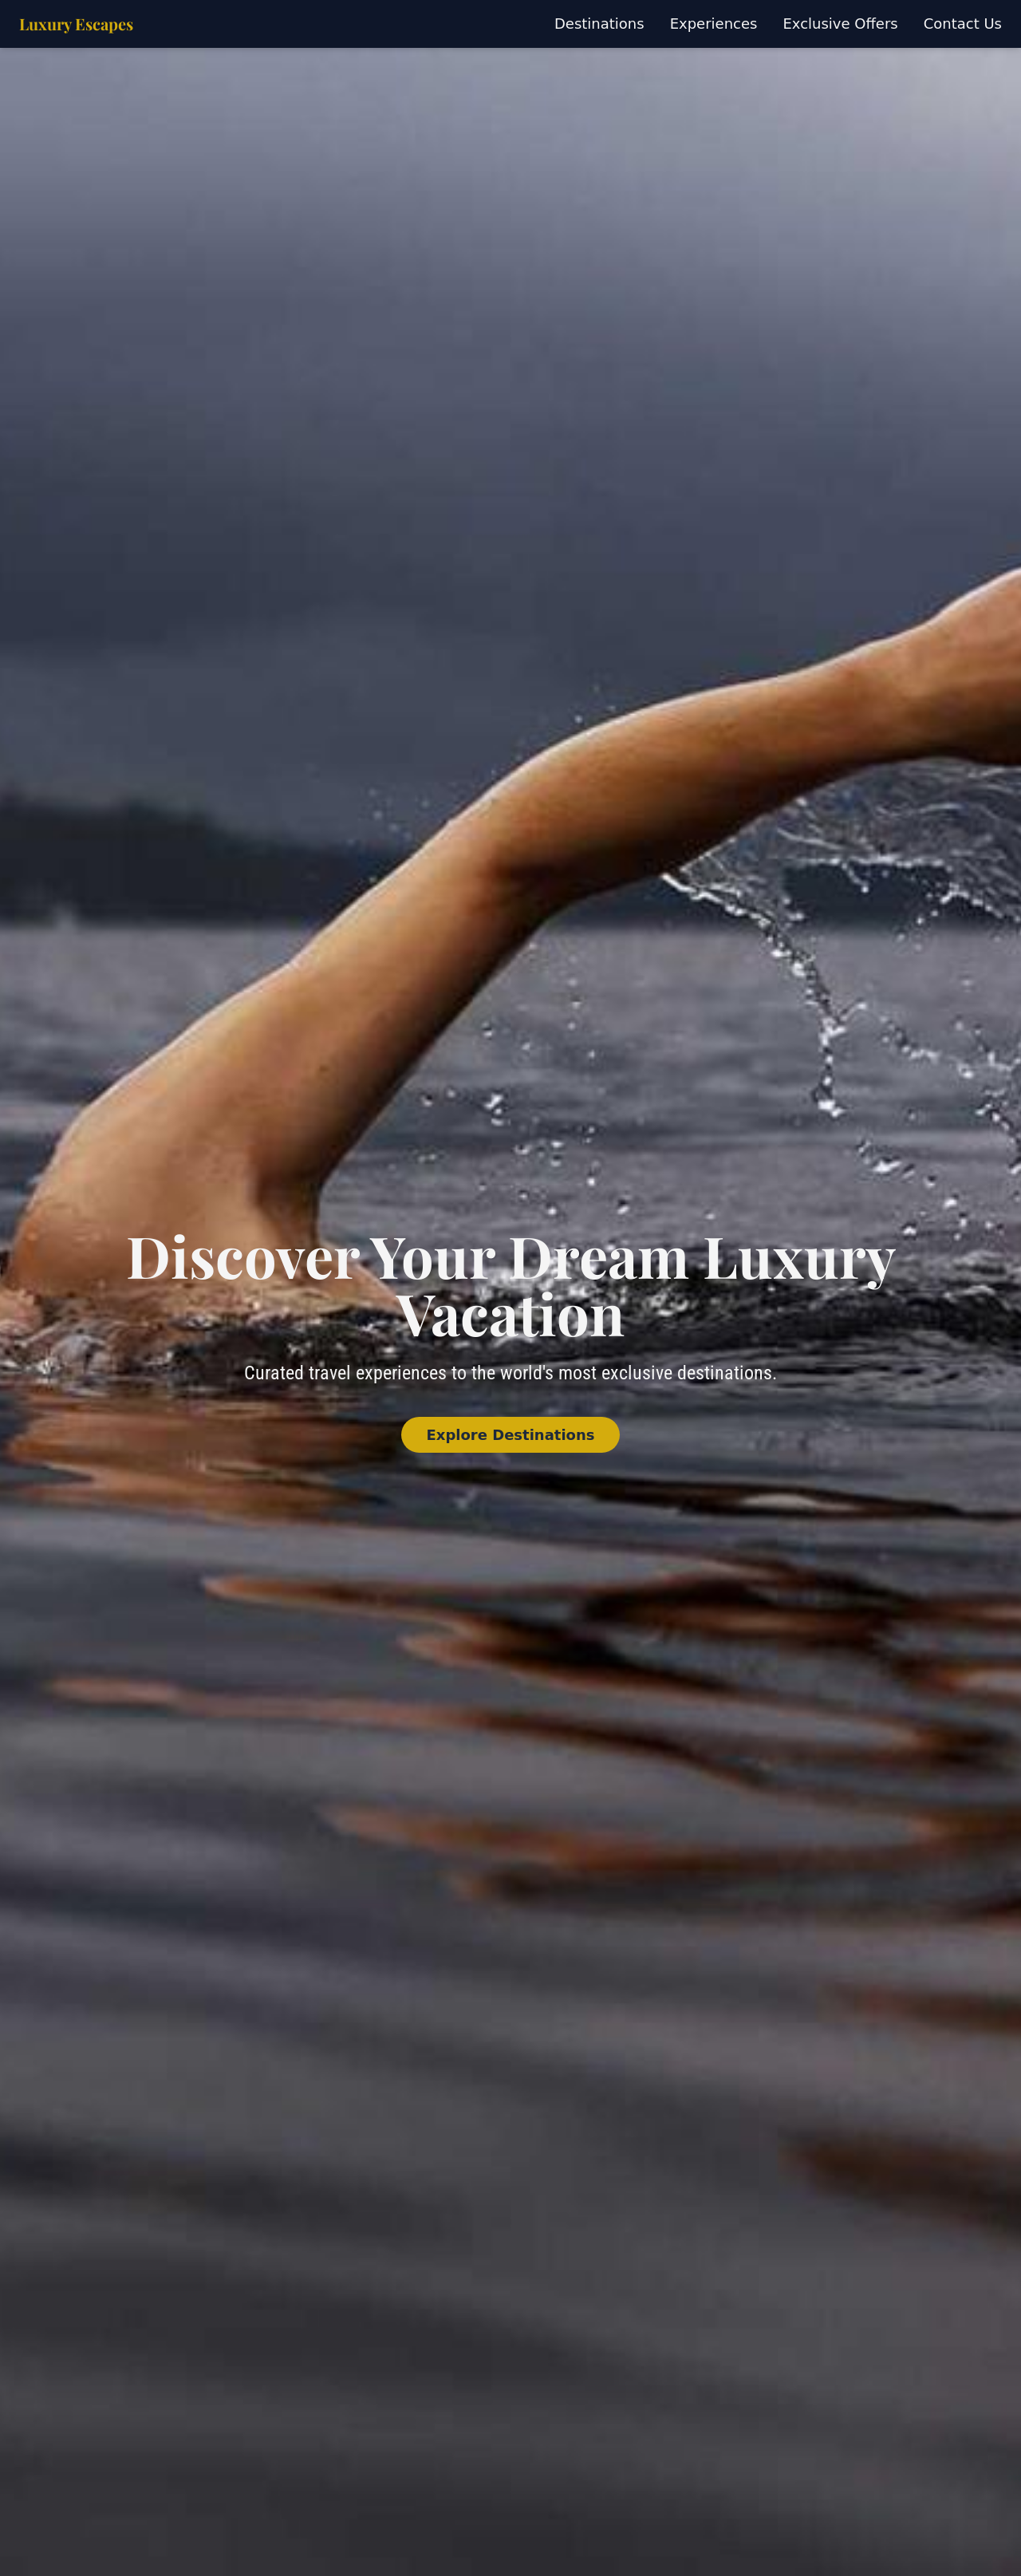 Luxury Escapes
Destinations
Experiences
Exclusive Offers
Contact Us
Discover Your Dream Luxury
Vacation
Curated travel experiences to the world's most exclusive destinations.
Explore Destinations